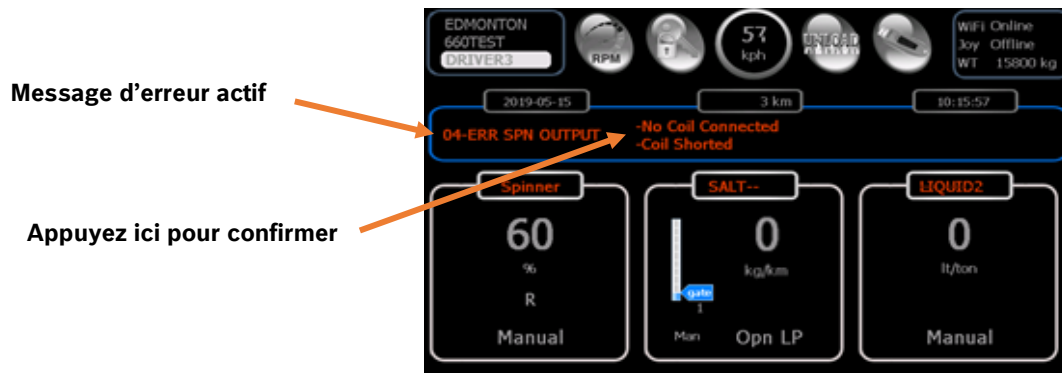 EDMONTON
660TEST
DRIVER3
RPM
57
kph
UNLOAD
WiFi Online
Joy Offline
WT 15800 kg
Message d’erreur actif
2019-05-15
3 km
10:15:57
04-ERR SPN OUTPUT
-No Coil Connected
-Coil Shorted
Appuyez ici pour confirmer
Spinner
60
%
R
Manual
SALT--
0
kg/km
gate
1
Man
Opn LP
LIQUID2
0
lt/ton
Manual